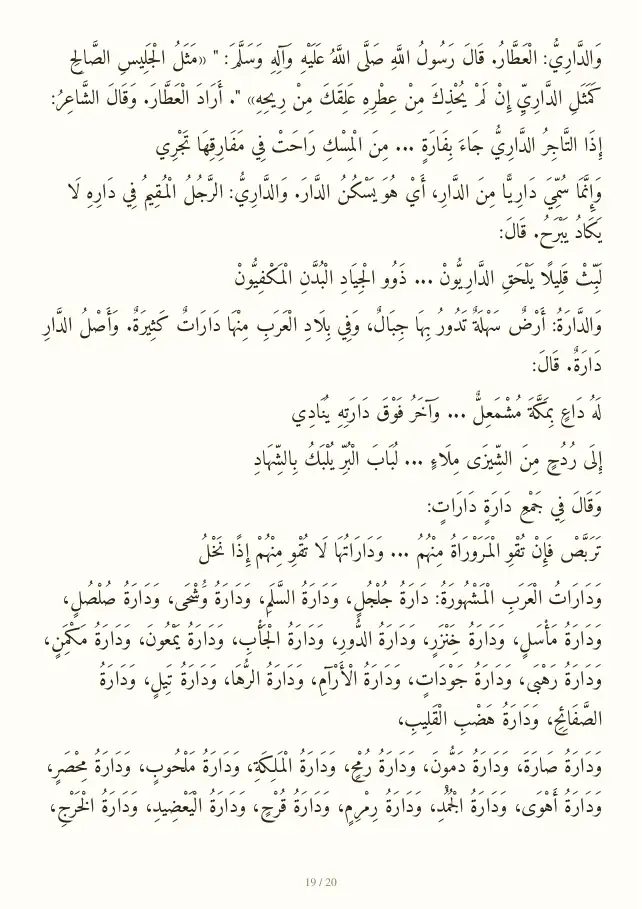 وَالدَّارِيُّ: الْعَطَّارُ. قَالَ رَسُولُ اللَّهِ صَلَّى اللَّهُ عَلَيْهِ وَآلِهِ وَسَلَّمَ: " «مَثَلُ الْجَلِيسِ الصَّالِحِ
كَمَثَلِ الدَّارِيِّ إِنْ لَمْ يُحْذِكَ مِنْ عِطْرِهِ عَلِقَكَ مِنْ رِيحِهِ» ". أَرَادَ الْعَطَّارَ. وَقَالَ الشَّاعِرُ:
إِذَا التَّاجِرُ الدَّارِيُّ جَاءَ بِفَارَةٍ ... مِنَ الْمِسْكِ رَاحَتْ فِي مَفَارِقِهَا تَجْرِي
وَإِنَّمَا سُمِّيَ دَارِيًّا مِنَ الدَّارِ، أَيْ هُوَ يَسْكُنُ الدَّارَ. وَالدَّارِيُّ: الرَّجُلُ الْمُقِيمُ فِي دَارِهِ لَا
يَكَادُ يَبْرَحُ. قَالَ:
لَبِّثْ قَلِيلًا يَلْحَقِ الدَّارِيُّونْ ... ذَوُو الْجِيَادِ الْبُدَّنِ الْمَكْفِيُّونْ
وَالدَّارَةُ: أَرْضٌ سَهْلَةٌ تَدُورُ بِهَا جِبَالٌ، وَفِي بِلَادِ الْعَرَبِ مِنْهَا دَارَاتٌ كَثِيرَةٌ. وَأَصْلُ الدَّارِ
دَارَةٌ. قَالَ:
لَهُ دَاعٍ بِمَكَّةَ مُشْمَعِلٌّ ... وَآخَرُ فَوْقَ دَارَتِهِ يُنَادِي
إِلَى رُدُحٍ مِنَ الشِّيزَى مِلَاءٍ ... لُبَابَ الْبُرِّ يُلْبَكُ بِالشِّهَادِ
وَقَالَ فِي جَمْعِ دَارَةٍ دَارَاتٍ:
تَرَبَّصْ فَإِنْ تُقْوِ الْمَرَوْرَاةُ مِنْهُمُ ... وَدَارَاتُهَا لَا تُقْوِ مِنْهُمْ إِذًا نَخْلُ
وَدَارَاتُ الْعَرَبِ الْمَشْهُورَةُ: دَارَةُ جُلْجُلٍ، وَدَارَةُ السَّلَمِ، وَدَارَةُ وُشْحَى، وَدَارَةُ صُلْصُلٍ،
وَدَارَةُ مَأْسَلٍ، وَدَارَةُ خِنْزَرٍ، وَدَارَةُ الدُّورِ، وَدَارَةُ الْجَأْبِ، وَدَارَةُ يَمْعُونَ، وَدَارَةُ مَكْمَنٍ،
وَدَارَةُ رَهْبَى، وَدَارَةُ جَوْدَاتٍ، وَدَارَةُ الْأَرْآمِ، وَدَارَةُ الرُّهَا، وَدَارَةُ تَيْلٍ، وَدَارَةُ
الصَّفَائِحِ، وَدَارَةُ هَضْبِ الْقَلِيبِ،
وَدَارَةُ صَارَةَ، وَدَارَةُ دَمُّونَ، وَدَارَةُ رُمْحٍ، وَدَارَةُ الْمَلِكَةِ، وَدَارَةُ مَلْحُوبٍ، وَدَارَةُ مِحْصَرٍ،
وَدَارَةُ أَهْوَى، وَدَارَةُ الْجُمُدِ، وَدَارَةُ رِمْرِمٍ، وَدَارَةُ قُرْحٍ، وَدَارَةُ الْيَعْضِيدِ، وَدَارَةُ الْخَرْجِ،
19 / 20